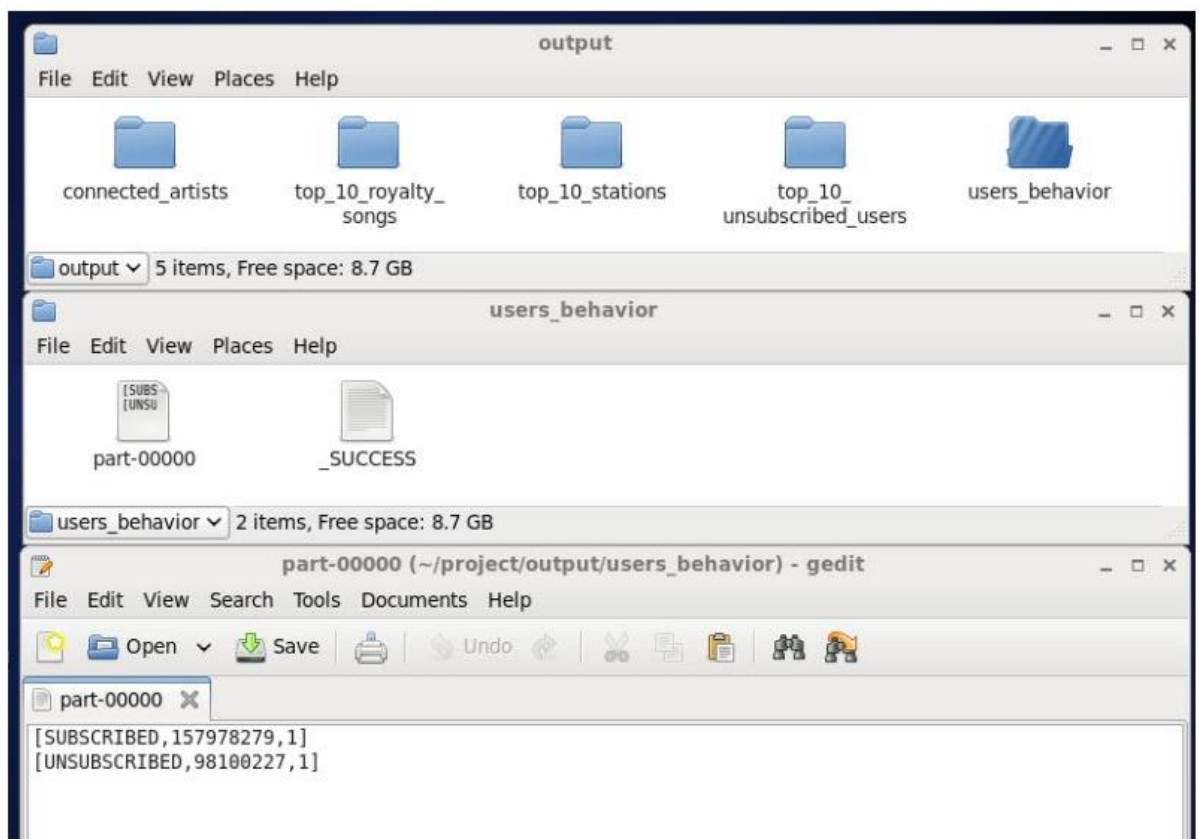 output
File Edit View Places Help
connected_artists top_10_royalty_ top_10_stations top_10_ users_behavior
songs unsubscribed_users
output 5 items, Free space: 8.7 GB
users_behavior
File Edit View Places Help
[SUBS
[UNSU
part-00000 _SUCCESS
users_behavior 2 items, Free space: 8.7 GB
part-00000 (~/project/output/users_behavior) - gedit
File Edit View Search Tools Documents Help
Open Save Undo
part-00000
[SUBSCRIBED,157978279,1]
[UNSUBSCRIBED,98100227,1]